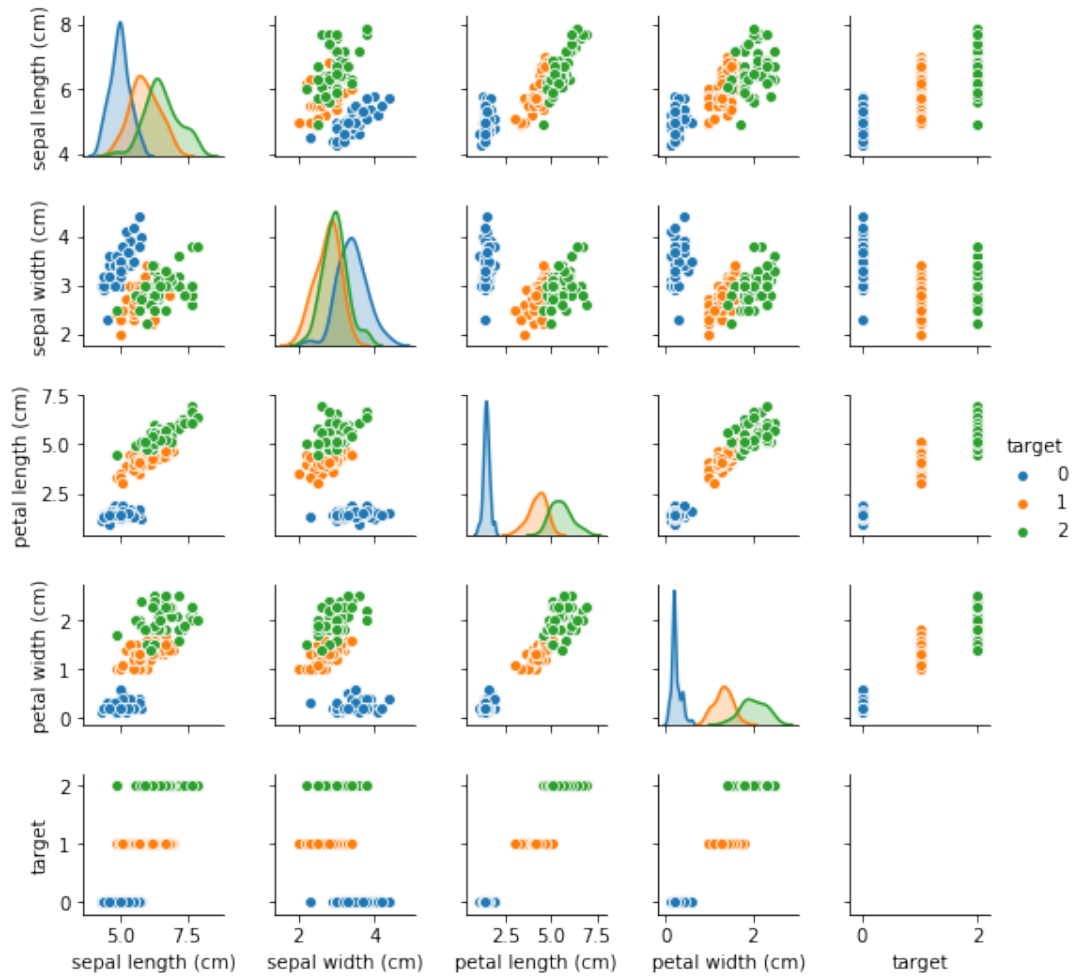 sepal length (cm)
8
6
4
sepal width (cm)
4
3
2
petal length (cm)
7.5
5.0
2.5
target
0
1
2
petal width (cm)
2
1
0
target
2
1
0
5.0 7.5
sepal length (cm)
2 4
sepal width (cm)
2.5 5.0 7.5
petal length (cm)
0 2
petal width (cm)
0 2
target